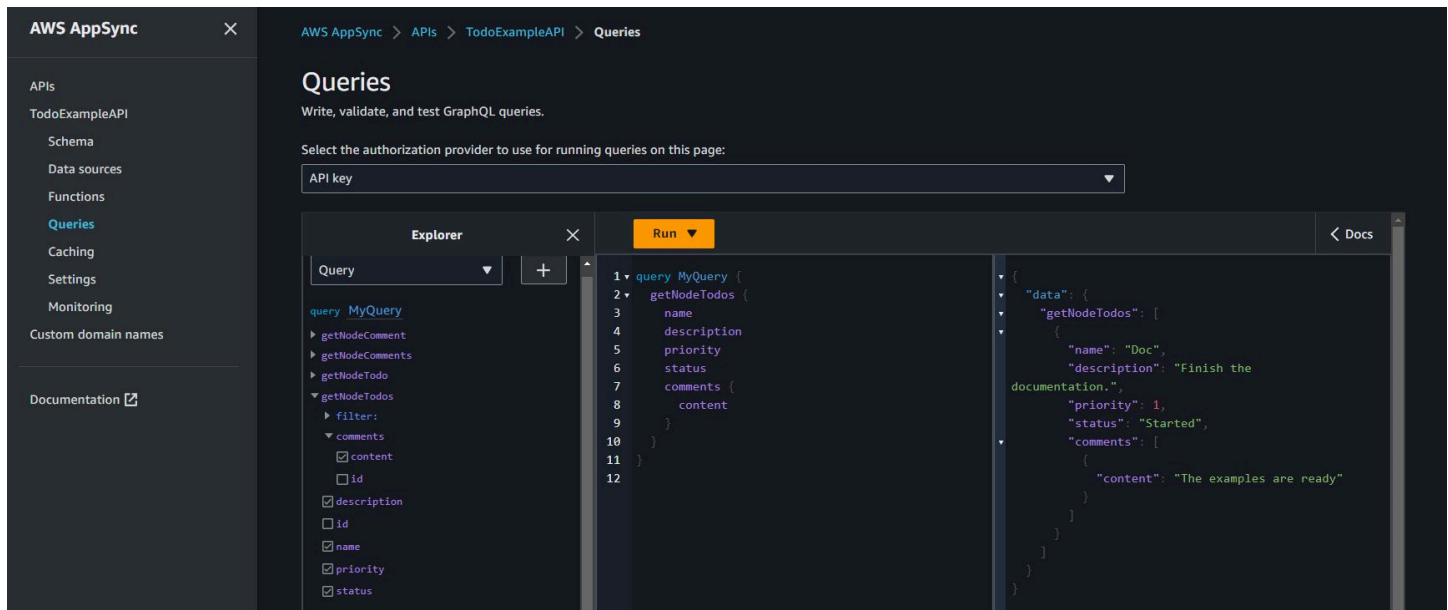 AWS AppSync
APIs
TodoExampleAPI
Schema
Data sources
Functions
Queries
Caching
Settings
Monitoring
Custom domain names
Documentation
AWS AppSync > APIs > TodoExampleAPI > Queries
Queries
Write, validate, and test GraphQL queries.
Select the authorization provider to use for running queries on this page:
API key
Explorer
Query
+
query MyQuery
getNodeComment
getNodeComments
getNodeTodo
getNodeTodos
filter:
comments
content
id
description
id
name
priority
status
Run
< Docs
1 query MyQuery {
2 getNodeTodos {
3 name
4 description
5 priority
6 status
7 comments {
8 content
9 }
10 }
11 }
12
{
"data": {
"getNodeTodos": [
{
"name": "Doc",
"description": "Finish the
documentation.",
"priority": 1,
"status": "Started",
"comments": [
{
"content": "The examples are ready"
}
]
}
]
}
}